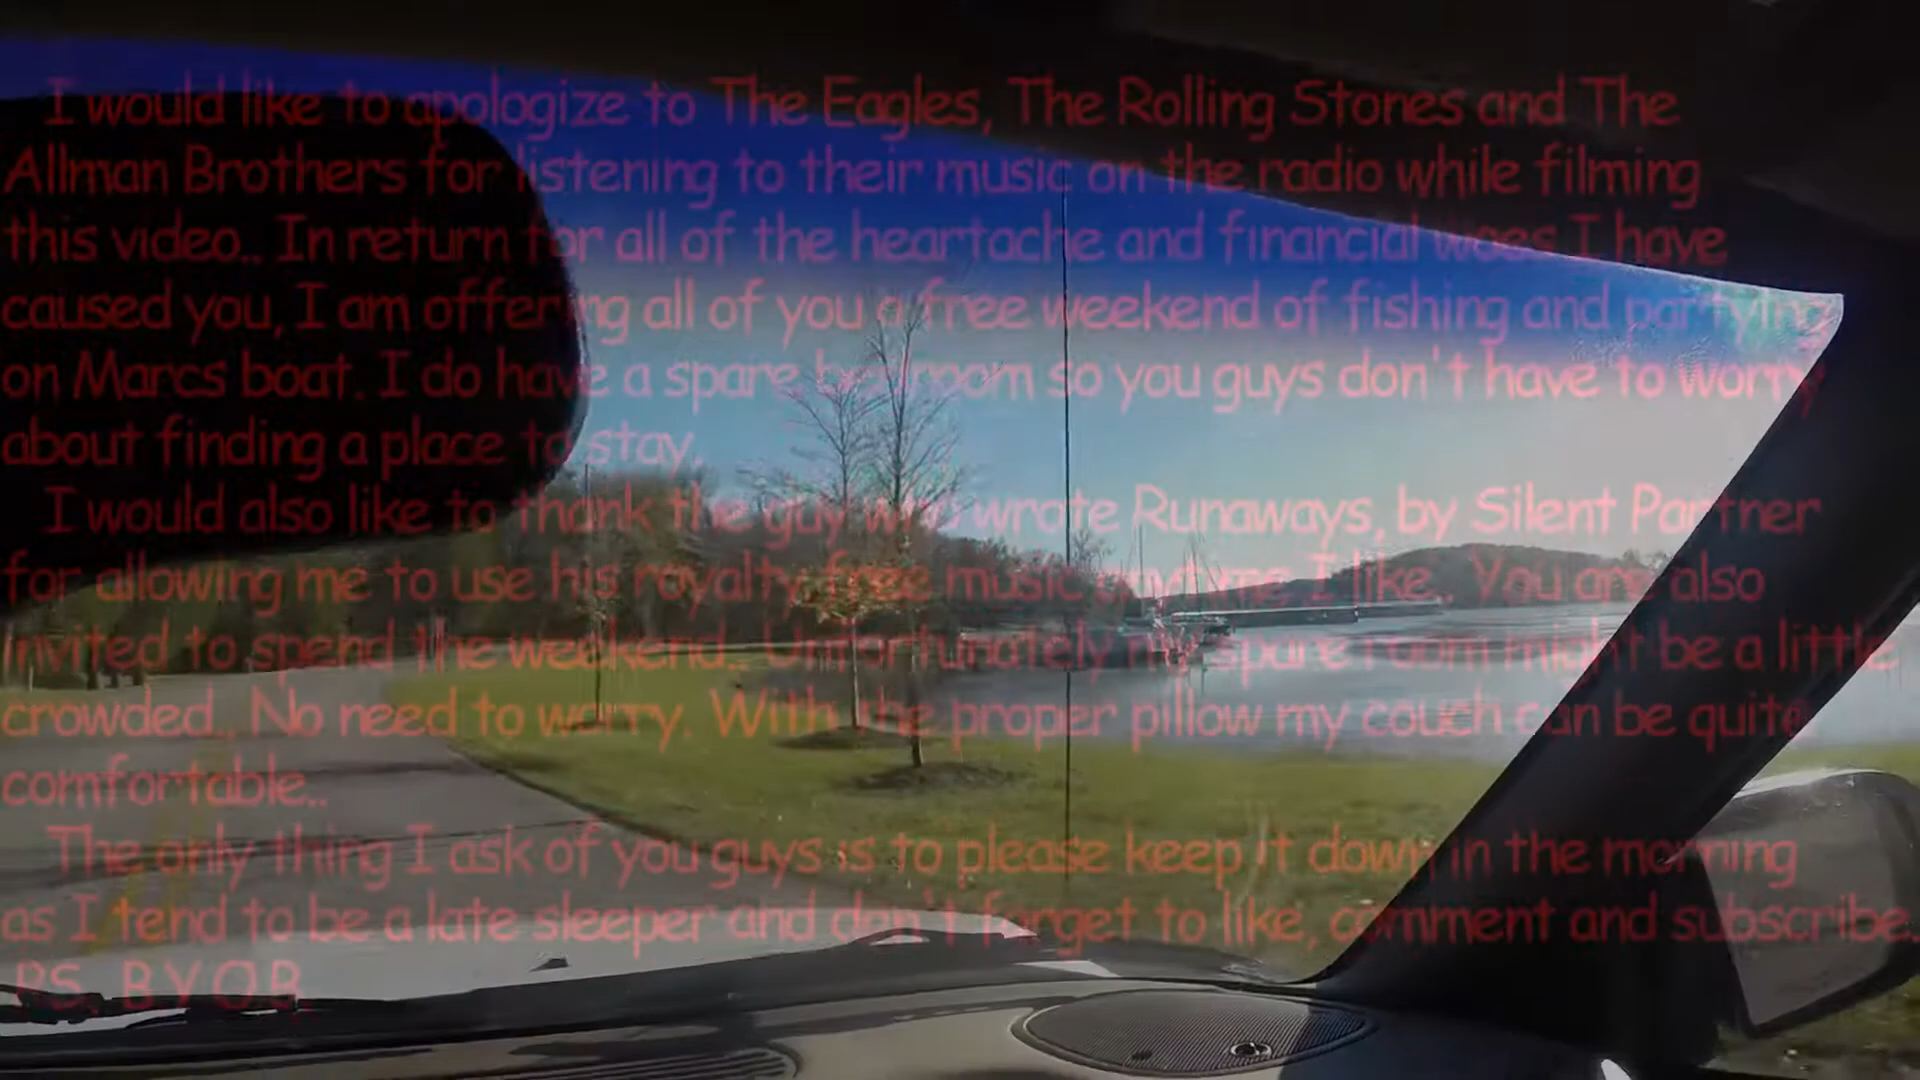 I would like to apologize to The Eagles, The Rolling Stones and The
Allman Brothers for listening to their music on the radio while filming
this video.. In return for all of the heartache and financial woes I have
caused you, I am offering all of you a free weekend of fishing and partying
on Marcs boat. I do have a spare bedroom so you guys don't have to worry
about finding a place to stay.
I would also like to thank the guy who wrote Runaways, by Silent Partner
for allowing me to use his royalty free music I like.. You are also
invited to spend the weekend.. Unfortunately my spare room might be a little
crowded.. No need to worry. With the proper pillow my couch can be quite
comfortable..
The only thing I ask of you guys is to please keep it down in the morning
as I tend to be a late sleeper and don't forget to like, comment and subscribe.
P.S. B.Y.O.B